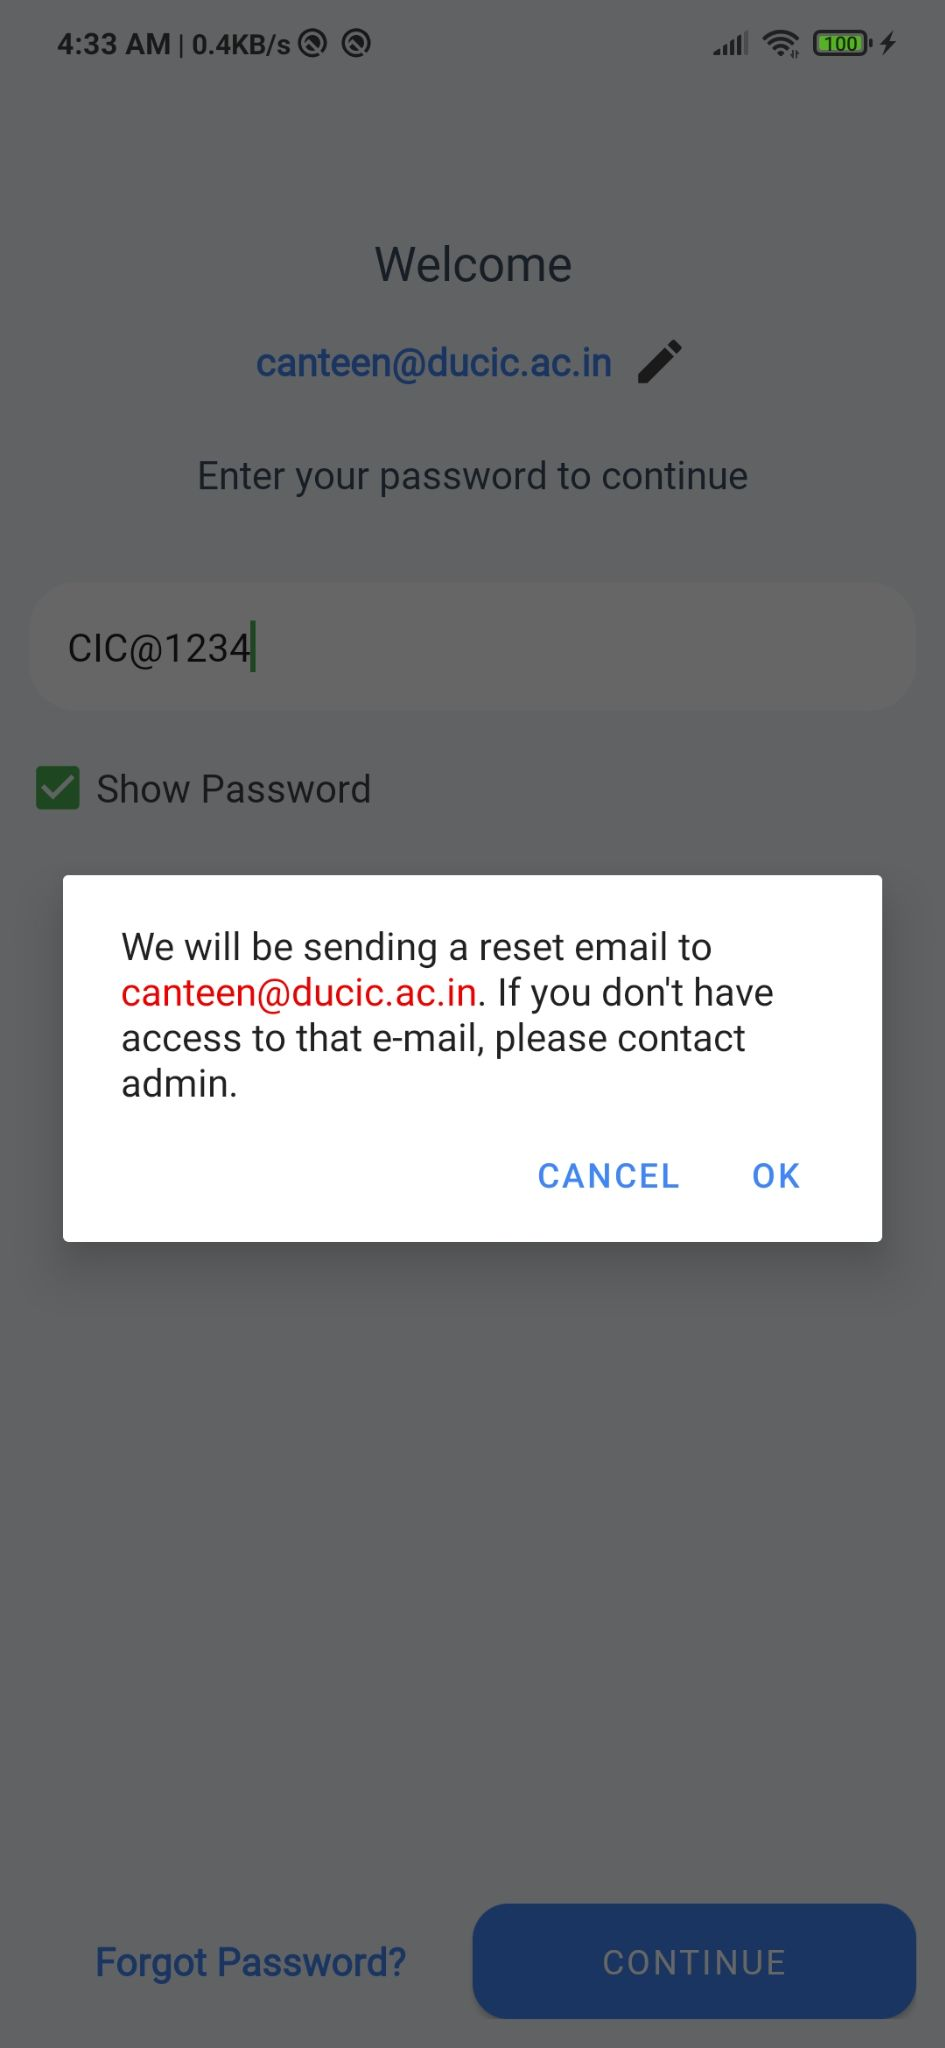 4:33 AM | 0.4KB/s
100
Welcome
canteen@ducic.ac.in
Enter your password to continue
CIC@1234
Show Password
We will be sending a reset email to
canteen@ducic.ac.in. If you don't have
access to that e-mail, please contact
admin.
CANCEL OK
Forgot Password? CONTINUE